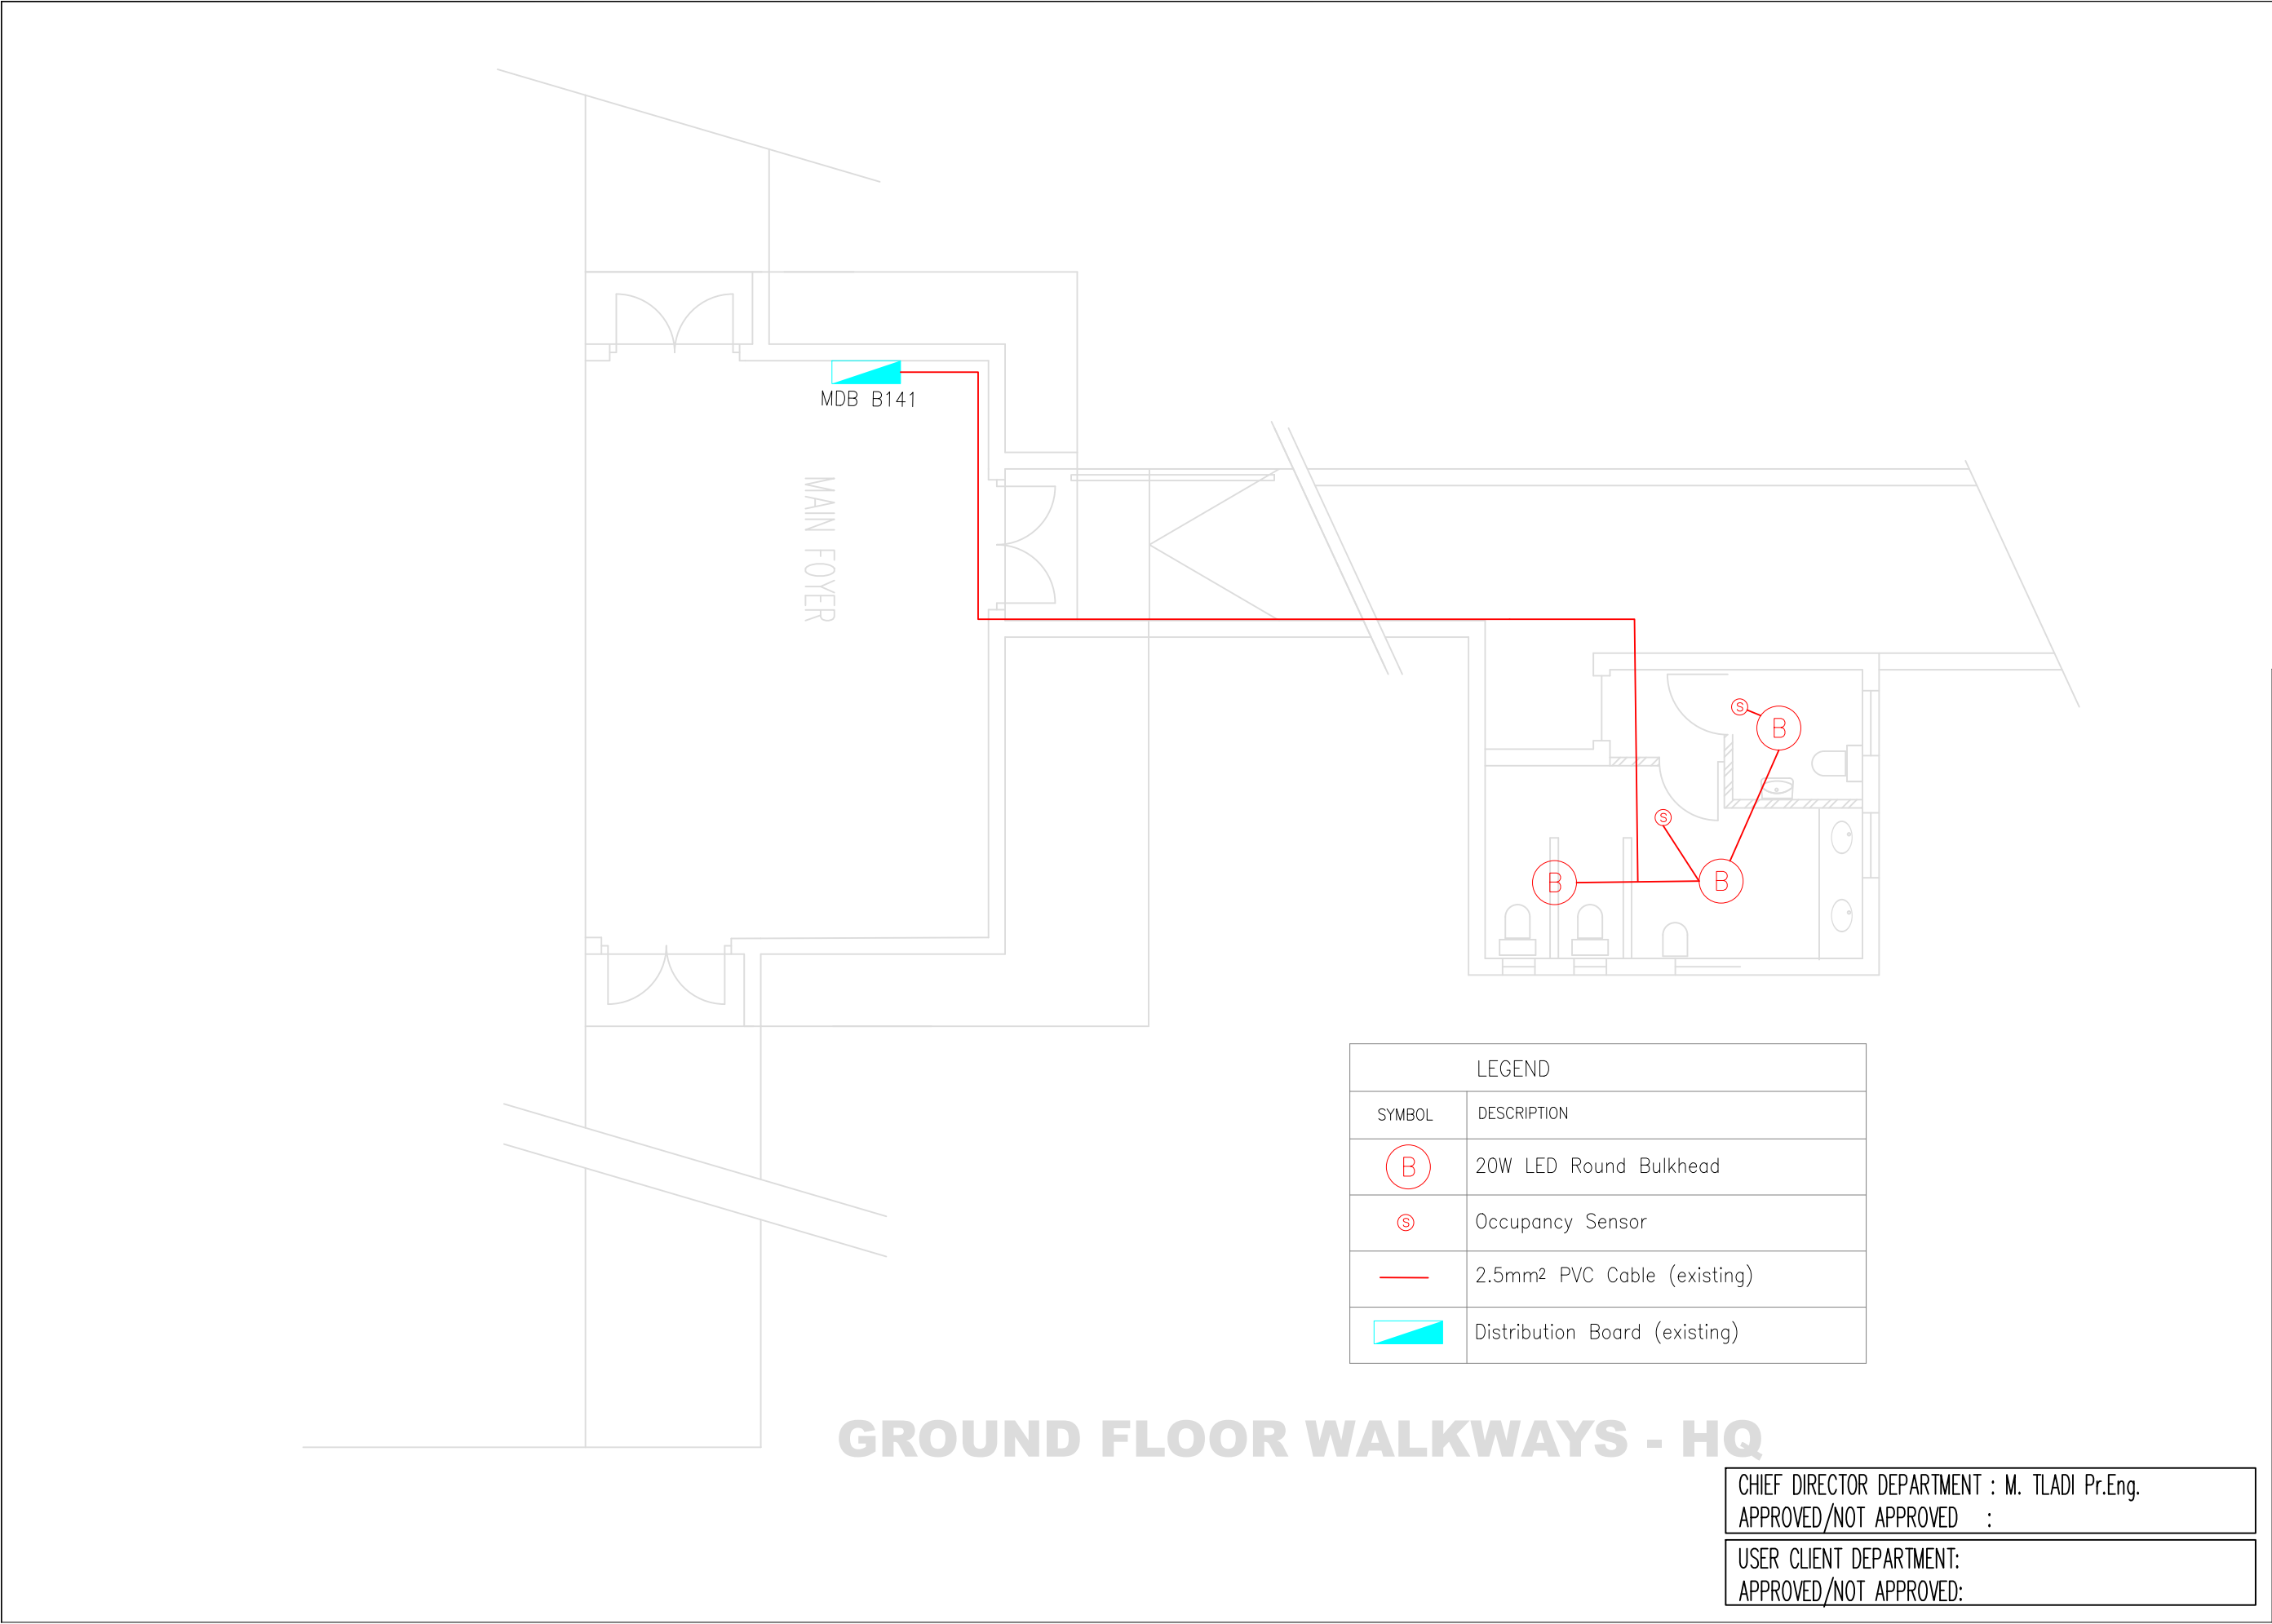 MDB B141
MAIN FOYER
S
B
S
B
B
LEGEND
SYMBOL DESCRIPTION
B 20W LED Round Bulkhead
S Occupancy Sensor
2.5mm² PVC Cable (existing)
Distribution Board (existing)
GROUND FLOOR WALKWAYS - HQ
CHIEF DIRECTOR DEPARTMENT : M. TLADI Pr.Eng.
APPROVED/NOT APPROVED :
USER CLIENT DEPARTMENT:
APPROVED/NOT APPROVED: